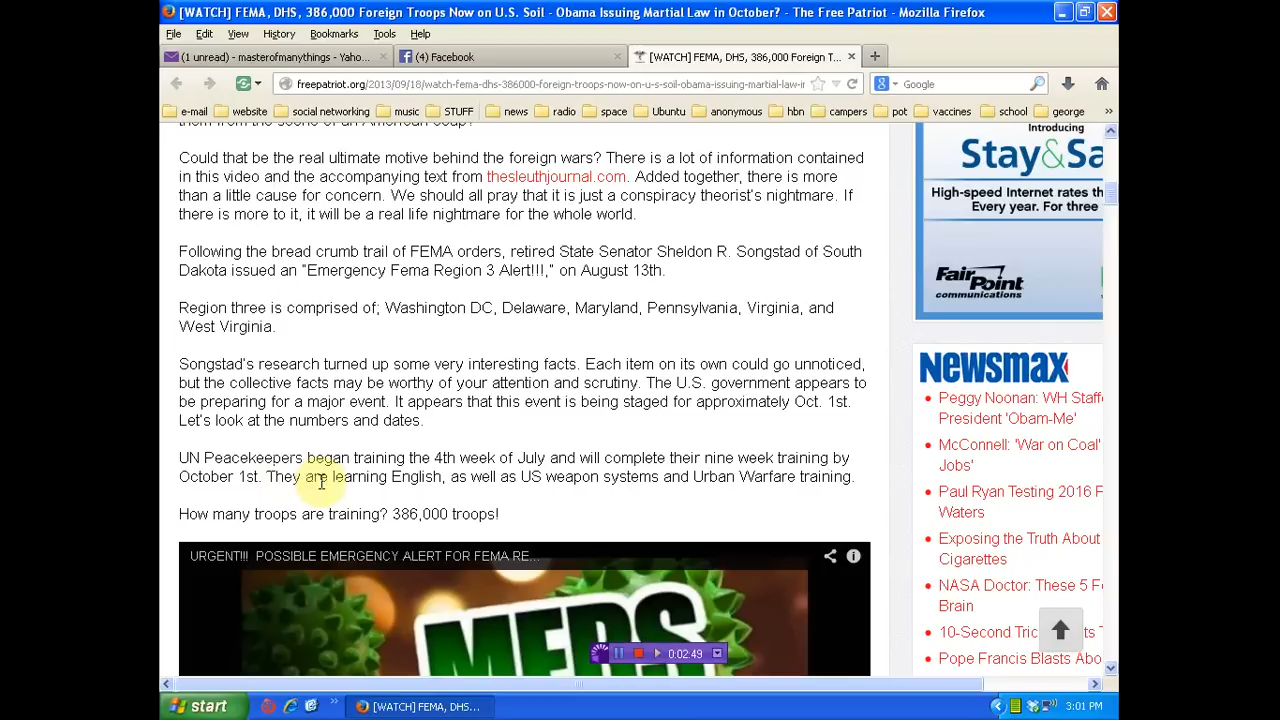 [WATCH] FEMA, DHS, 386,000 Foreign Troops Now on U.S. Soil - Obama Issuing Martial Law in October? - The Free Patriot - Mozilla Firefox
File Edit View History Bookmarks Tools Help
(1 unread) - masterofmanythings - Yaho...
(4) Facebook
[WATCH] FEMA, DHS, 386,000 Foreign T...
freepatriot.org/2013/09/18/watch-fema-dhs-386000-foreign-troops-now-on-u-s-soil-obama-issuing-martial-law-ir
Google
e-mail website social networking music STUFF news radio space Ubuntu anonymous hbn campers pot vaccines school george
them from the scene of an American coup?
Could that be the real ultimate motive behind the foreign wars? There is a lot of information contained
in this video and the accompanying text from thesleuthjournal.com. Added together, there is more
than a little cause for concern. We should all pray that it is just a conspiracy theorist's nightmare. If
there is more to it, it will be a real life nightmare for the whole world.
Following the bread crumb trail of FEMA orders, retired State Senator Sheldon R. Songstad of South
Dakota issued an “Emergency Fema Region 3 Alert!!!,” on August 13th.
Region three is comprised of; Washington DC, Delaware, Maryland, Pennsylvania, Virginia, and
West Virginia.
Songstad's research turned up some very interesting facts. Each item on its own could go unnoticed,
but the collective facts may be worthy of your attention and scrutiny. The U.S. government appears to
be preparing for a major event. It appears that this event is being staged for approximately Oct. 1st.
Let's look at the numbers and dates.
UN Peacekeepers began training the 4th week of July and will complete their nine week training by
October 1st. They are learning English, as well as US weapon systems and Urban Warfare training.
How many troops are training? 386,000 troops!
URGENT!!! POSSIBLE EMERGENCY ALERT FOR FEMA RE...
MEDS
0:02:49
Introducing
Stay&Sa
High-speed Internet rates th
Every year. For three
FairPoint
communications
Newsmax
Peggy Noonan: WH Staff
President 'Obam-Me'
McConnell: 'War on Coal'
Jobs'
Paul Ryan Testing 2016 F
Waters
Exposing the Truth About
Cigarettes
NASA Doctor: These 5 F
Brain
10-Second Tric ts T
Pope Francis Blasts Abo
start
[WATCH] FEMA, DHS...
3:01 PM